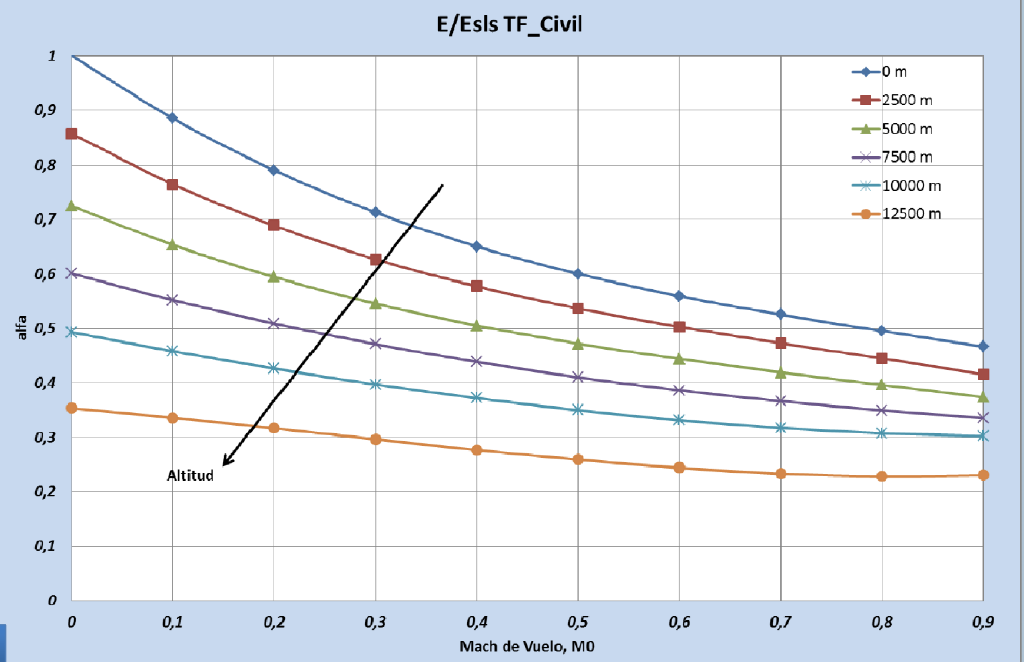 E/Esls TF_Civil
1
0,9
0,8
0,7
0,6
0,5
0,4
0,3
0,2
0,1
0
alfa
0 m
2500 m
5000 m
7500 m
10000 m
12500 m
Altitud
0 0,1 0,2 0,3 0,4 0,5 0,6 0,7 0,8 0,9
Mach de Vuelo, M0